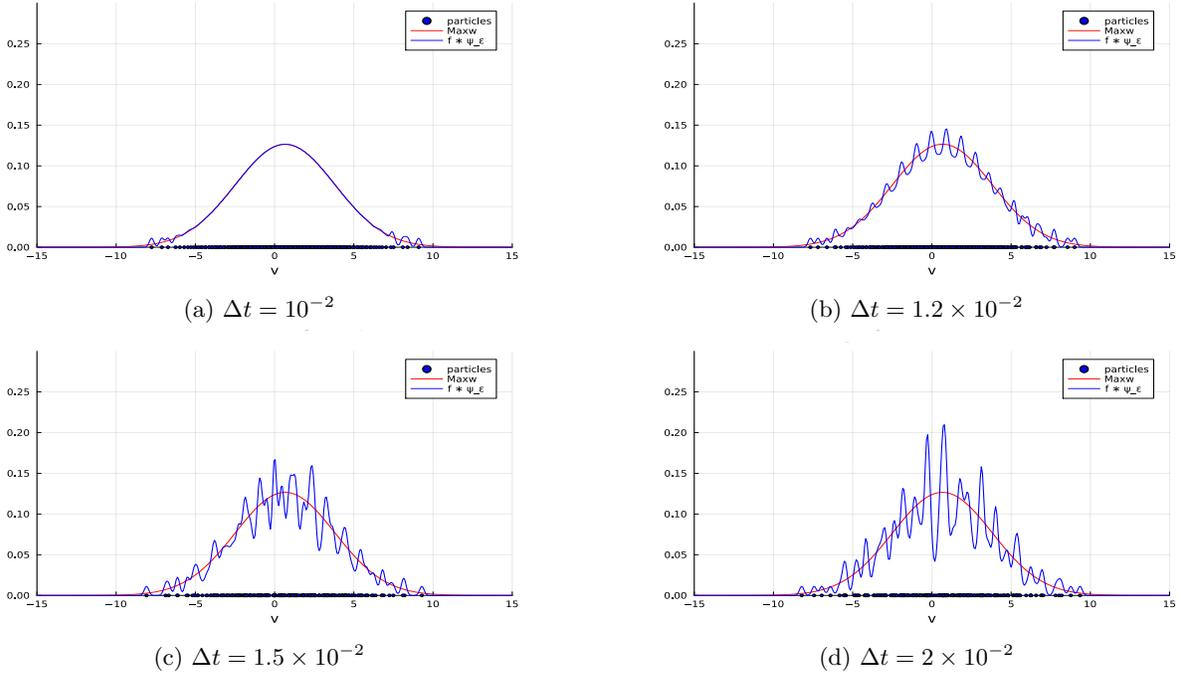 0.25
0.20
0.15
0.10
0.05
0.00
particles
Maxw
f ∗ ψ_ε
−15 −10 −5 0 5 10 15
v
(a) Δt = 10⁻²
0.25
0.20
0.15
0.10
0.05
0.00
particles
Maxw
f ∗ ψ_ε
−15 −10 −5 0 5 10 15
v
(b) Δt = 1.2 × 10⁻²
0.25
0.20
0.15
0.10
0.05
0.00
particles
Maxw
f ∗ ψ_ε
−15 −10 −5 0 5 10 15
v
(c) Δt = 1.5 × 10⁻²
0.25
0.20
0.15
0.10
0.05
0.00
particles
Maxw
f ∗ ψ_ε
−15 −10 −5 0 5 10 15
v
(d) Δt = 2 × 10⁻²